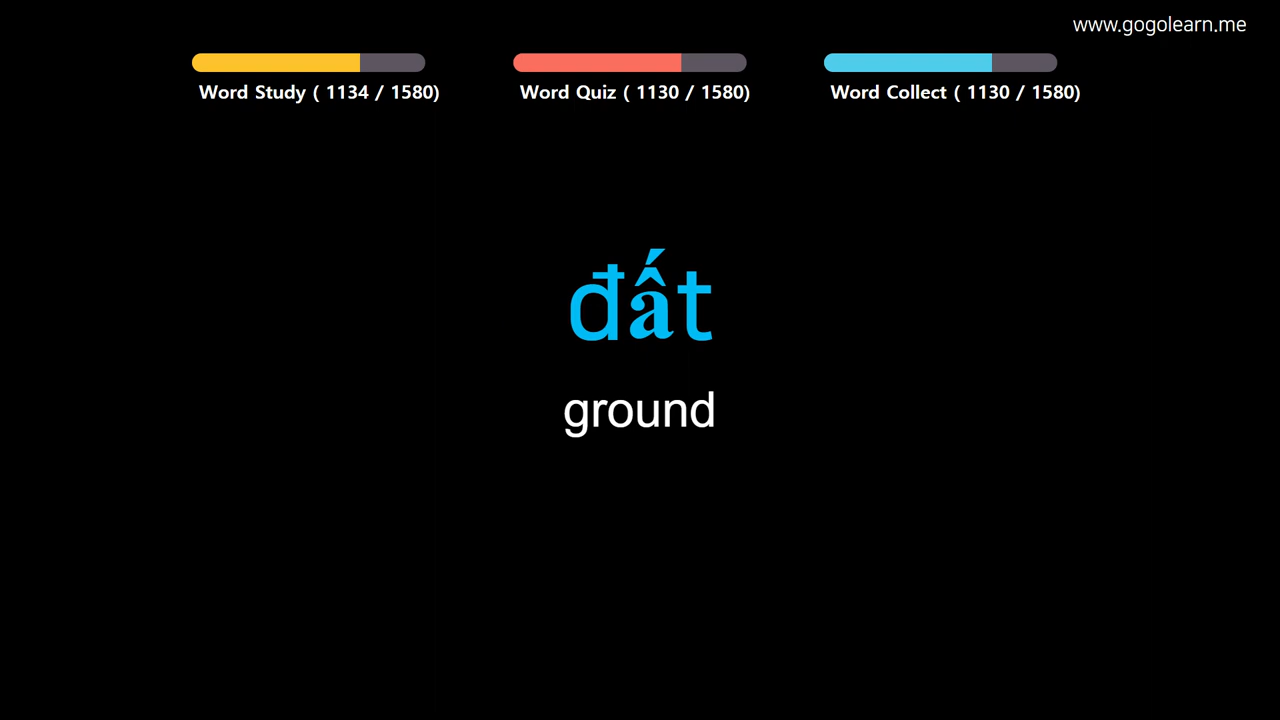 www.gogolearn.me
Word Study ( 1134 / 1580)
Word Quiz ( 1130 / 1580)
Word Collect ( 1130 / 1580)
đất
ground